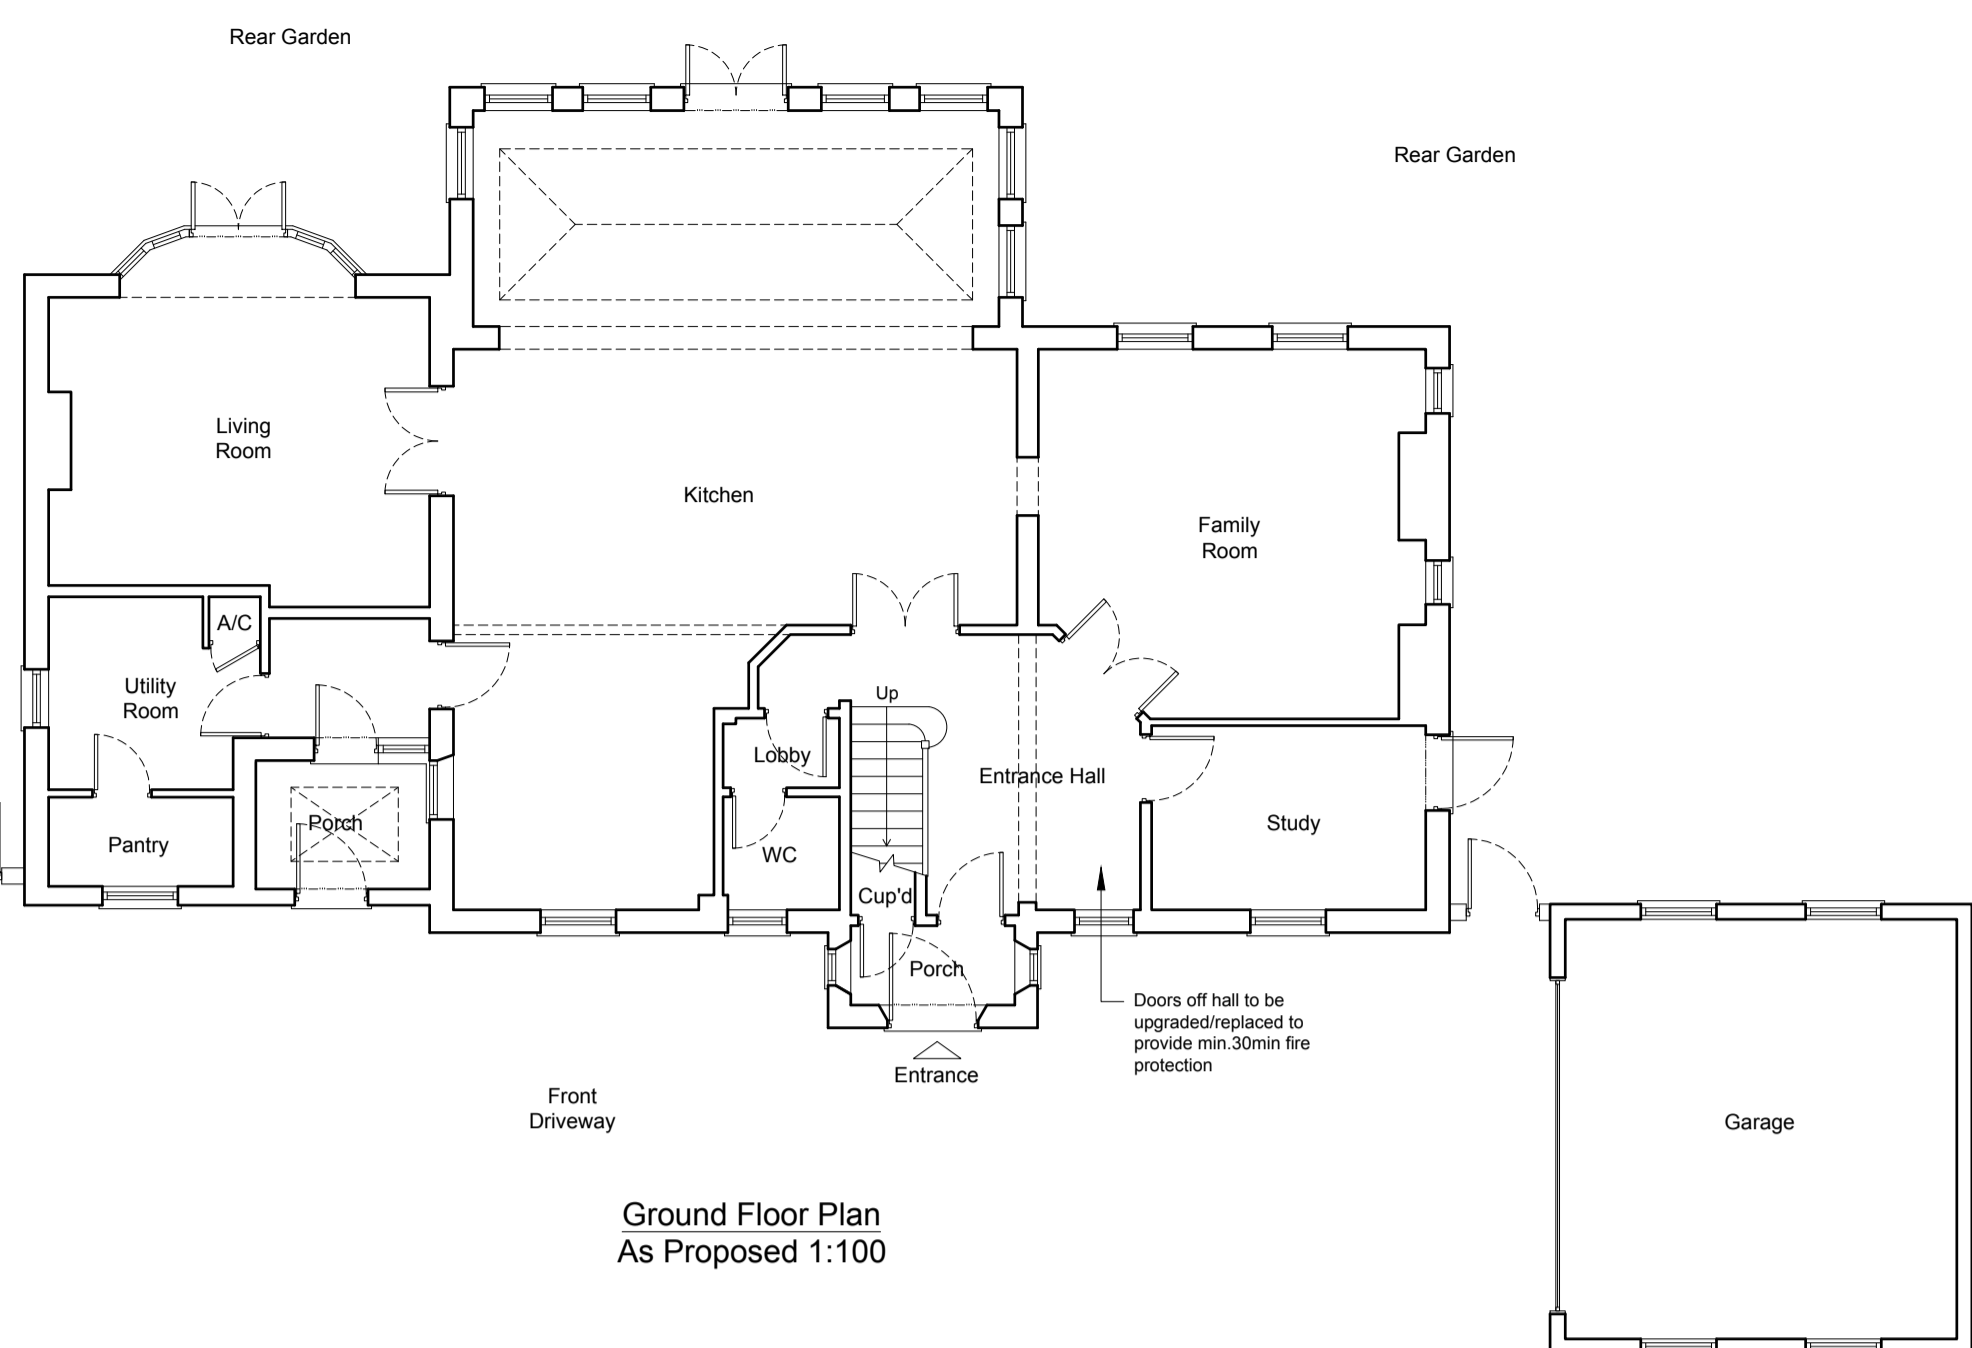 Rear Garden
Rear Garden
Living
Room
Kitchen
Family
Room
A/C
Utility
Room
Up
Lobby
Entrance Hall
Porch
Study
Pantry
WC
Cup'd
Porch
Doors off hall to be
upgraded/replaced to
provide min.30min fire
protection
Entrance
Front
Driveway
Garage
Ground Floor Plan
As Proposed 1:100